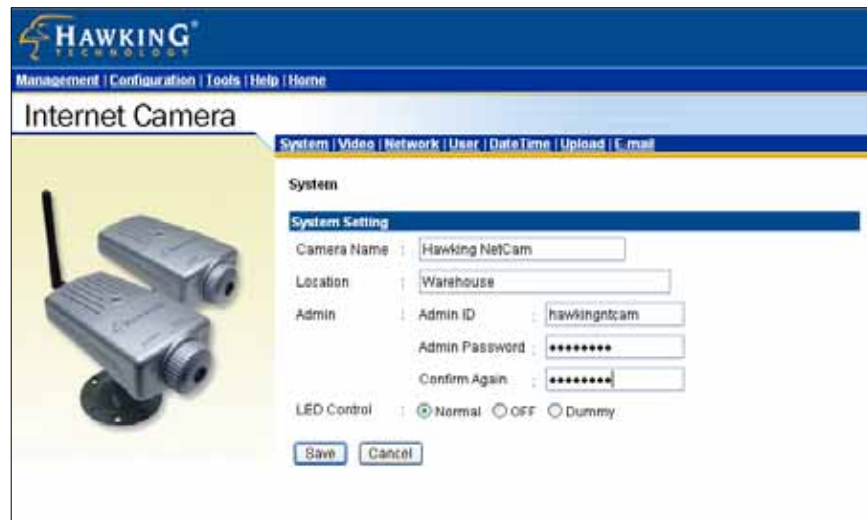 HAWKING®
TECHNOLOGY
Management | Configuration | Tools | Help | Home
Internet Camera
System | Video | Network | User | DateTime | Upload | E-mail
System
System Setting
Camera Name : Hawking NetCam
Location : Warehouse
Admin : Admin ID : hawkingntcam
Admin Password : ••••••••
Confirm Again : ••••••••
LED Control : Normal OFF Dummy
Save Cancel